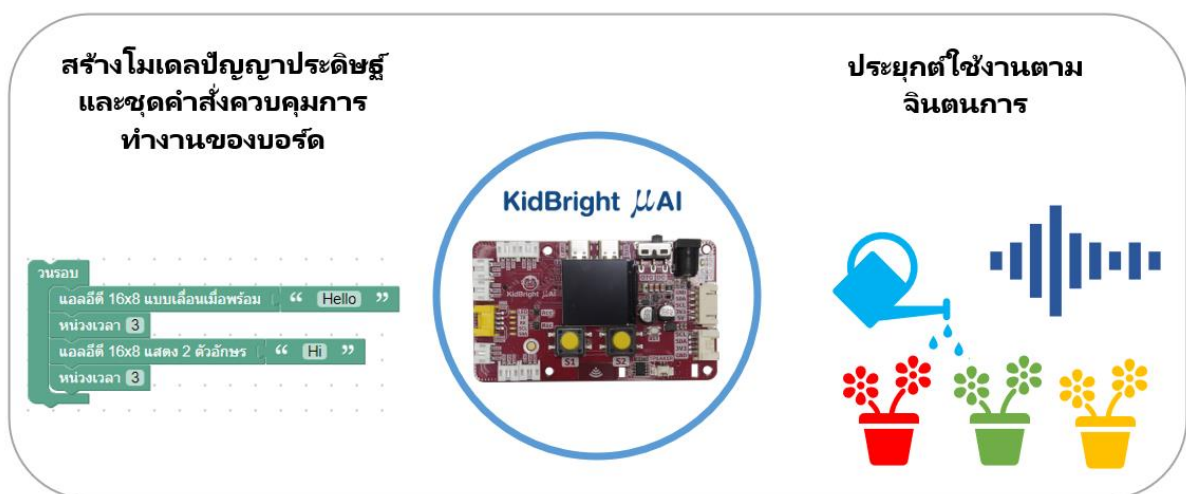 สร้างโมเดลปัญญาประดิษฐ์
และชุดคำสั่งควบคุมการ
ทำงานของบอร์ด
วนรอบ
แอลอีดี 16x8 แบบเลื่อนเมื่อพร้อม “ Hello ”
หน่วงเวลา 3
แอลอีดี 16x8 แสดง 2 ตัวอักษร “ Hi ”
หน่วงเวลา 3
KidBright μAI
KidBright μAI
S1
S2
SPEAKER
ประยุกต์ใช้งานตาม
จินตนาการ